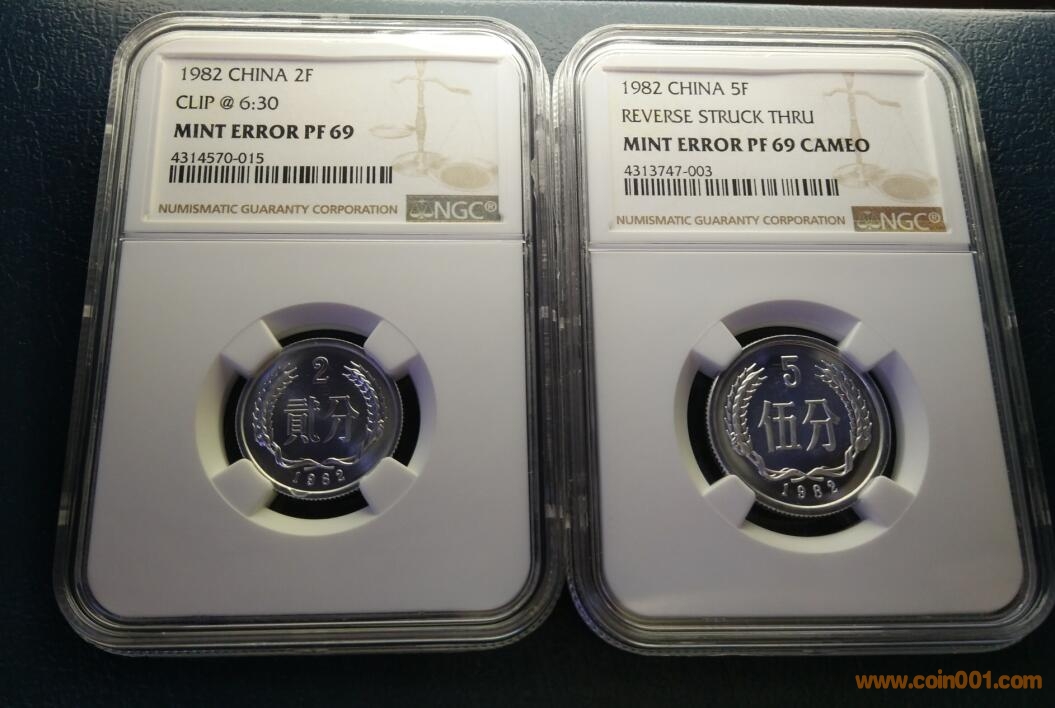 1982 CHINA 2F
CLIP @ 6:30
MINT ERROR PF 69
4314570-015
NUMISMATIC GUARANTY CORPORATION NGC®
2
貳分
1982
1982 CHINA 5F
REVERSE STRUCK THRU
MINT ERROR PF 69 CAMEO
4313747-003
NUMISMATIC GUARANTY CORPORATION NGC®
5
伍分
1982
www.coin001.com